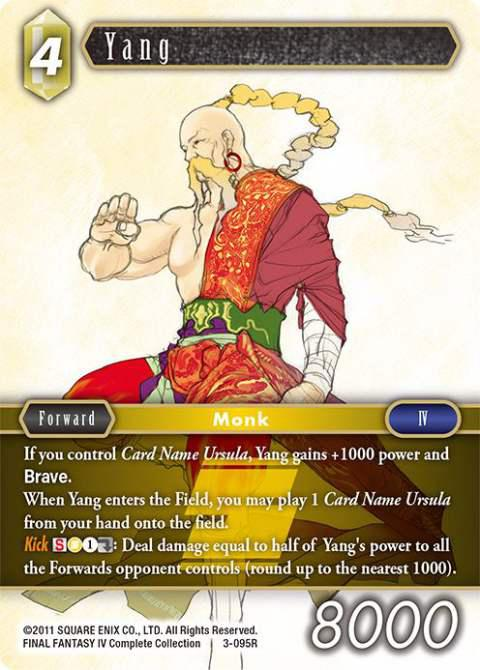 4
Yang
Forward
Monk
IV
If you control Card Name Ursula, Yang gains +1000 power and
Brave.
When Yang enters the Field, you may play 1 Card Name Ursula
from your hand onto the field.
Kick S 1: Deal damage equal to half of Yang's power to all
the Forwards opponent controls (round up to the nearest 1000).
©2011 SQUARE ENIX CO., LTD. All Rights Reserved.
FINAL FANTASY IV Complete Collection 3-095R
8000